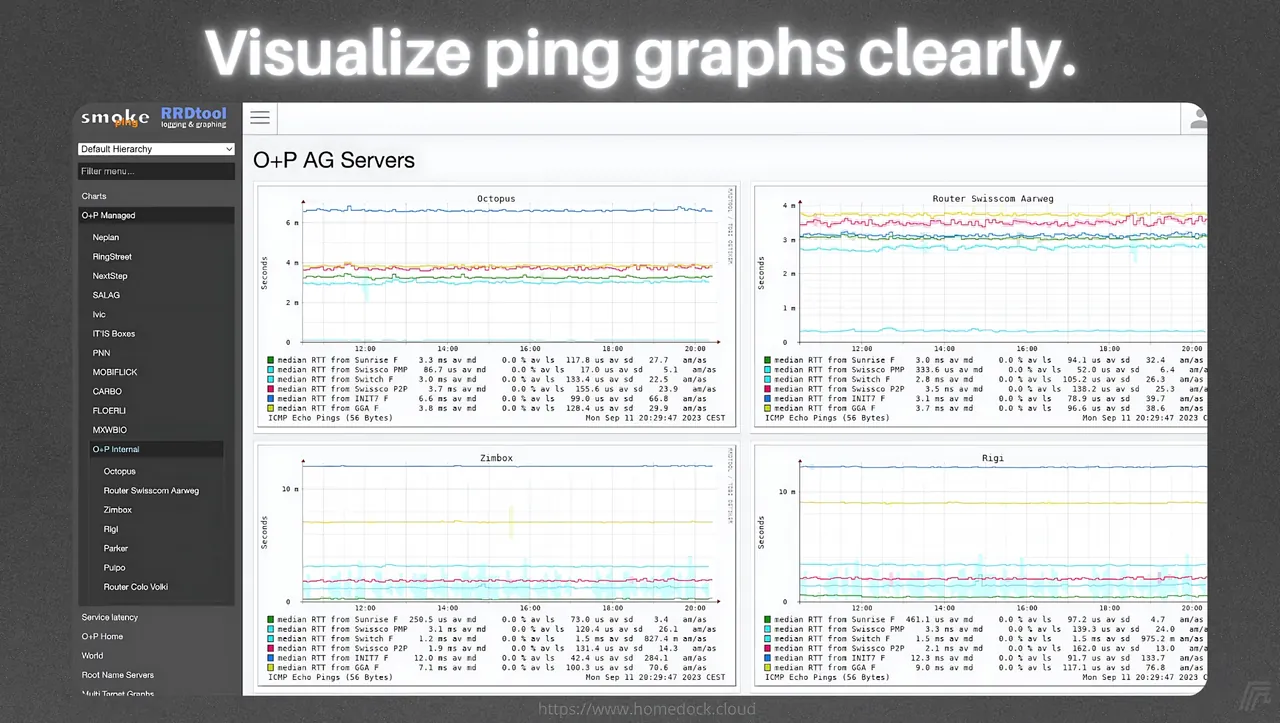 Visualize ping graphs clearly.
smoke ping RRDtool
logging & graphing
Default Hierarchy
Filter menu...
Charts
O+P Managed
Nepian
RingStreet
NextStep
SALAG
Ivic
IT'IS Boxes
PNN
MOBIFLICK
CARBO
FLOERLI
MXWBIO
O+P Internal
Octopus
Router Swisscom Aarweg
Zimbox
Rigi
Parker
Pulpo
Router Colo Volki
Service latency
O+P Home
World
Root Name Servers
Multi Target Graphs
O+P AG Servers
Octopus
RRDTOOL / TOBI OETIKER
Seconds
6 m
4 m
2 m
0
12:00 14:00 16:00 18:00 20:00
median RTT from Sunrise F 3.3 ms av md 0.0 % av ls 117.8 us av sd 27.7 am/as
median RTT from Swissco PMP 86.7 us av md 0.0 % av ls 17.0 us av sd 5.1 am/as
median RTT from Switch F 3.0 ms av md 0.0 % av ls 133.4 us av sd 22.5 am/as
median RTT from Swissco P2P 3.7 ms av md 0.0 % av ls 155.6 us av sd 23.9 am/as
median RTT from INIT7 F 6.6 ms av md 0.0 % av ls 99.0 us av sd 66.8 am/as
median RTT from GGA F 3.8 ms av md 0.0 % av ls 128.4 us av sd 29.9 am/as
ICMP Echo Pings (56 Bytes) Mon Sep 11 20:29:47 2023 CEST
Router Swisscom Aarweg
Seconds
4 m
3 m
2 m
1 m
0
12:00 14:00 16:00 18:00 20:00
median RTT from Sunrise F 3.0 ms av md 0.0 % av ls 94.1 us av sd 32.4 am/as
median RTT from Swissco PMP 333.6 us av md 0.0 % av ls 52.0 us av sd 6.4 am/as
median RTT from Switch F 2.8 ms av md 0.0 % av ls 105.2 us av sd 26.3 am/as
median RTT from Swissco P2P 3.5 ms av md 0.0 % av ls 138.2 us av sd 25.3 am/as
median RTT from INIT7 F 3.1 ms av md 0.0 % av ls 78.9 us av sd 39.7 am/as
median RTT from GGA F 3.7 ms av md 0.0 % av ls 96.6 us av sd 38.6 am/as
ICMP Echo Pings (56 Bytes) Mon Sep 11 20:29:47 2023 C
Zimbox
RRDTOOL / TOBI OETIKER
Seconds
10 m
0
12:00 14:00 16:00 18:00 20:00
median RTT from Sunrise F 250.5 us av md 0.0 % av ls 73.0 us av sd 3.4 am/as
median RTT from Swissco PMP 3.1 ms av md 0.0 % av ls 120.4 us av sd 26.1 am/as
median RTT from Switch F 1.2 ms av md 0.0 % av ls 1.5 ms av sd 827.4 m am/as
median RTT from Swissco P2P 1.9 ms av md 0.0 % av ls 131.4 us av sd 14.3 am/as
median RTT from INIT7 F 12.0 ms av md 0.0 % av ls 42.4 us av sd 284.1 am/as
median RTT from GGA F 7.1 ms av md 0.0 % av ls 100.3 us av sd 70.6 am/as
ICMP Echo Pings (56 Bytes) Mon Sep 11 20:29:47 2023 CEST
Rigi
Seconds
10 m
0
12:00 14:00 16:00 18:00 20:00
median RTT from Sunrise F 461.1 us av md 0.0 % av ls 97.2 us av sd 4.7 am/as
median RTT from Swissco PMP 3.3 ms av md 0.0 % av ls 139.3 us av sd 24.0 am/a
median RTT from Switch F 1.5 ms av md 0.0 % av ls 1.5 ms av sd 975.2 m am/a
median RTT from Swissco P2P 2.1 ms av md 0.0 % av ls 162.0 us av sd 13.0 am/a
median RTT from INIT7 F 12.3 ms av md 0.0 % av ls 91.7 us av sd 133.7 am/a
median RTT from GGA F 9.0 ms av md 0.0 % av ls 117.1 us av sd 76.8 am/as
ICMP Echo Pings (56 Bytes) Mon Sep 11 20:29:47 2023 C
https://www.homedock.cloud